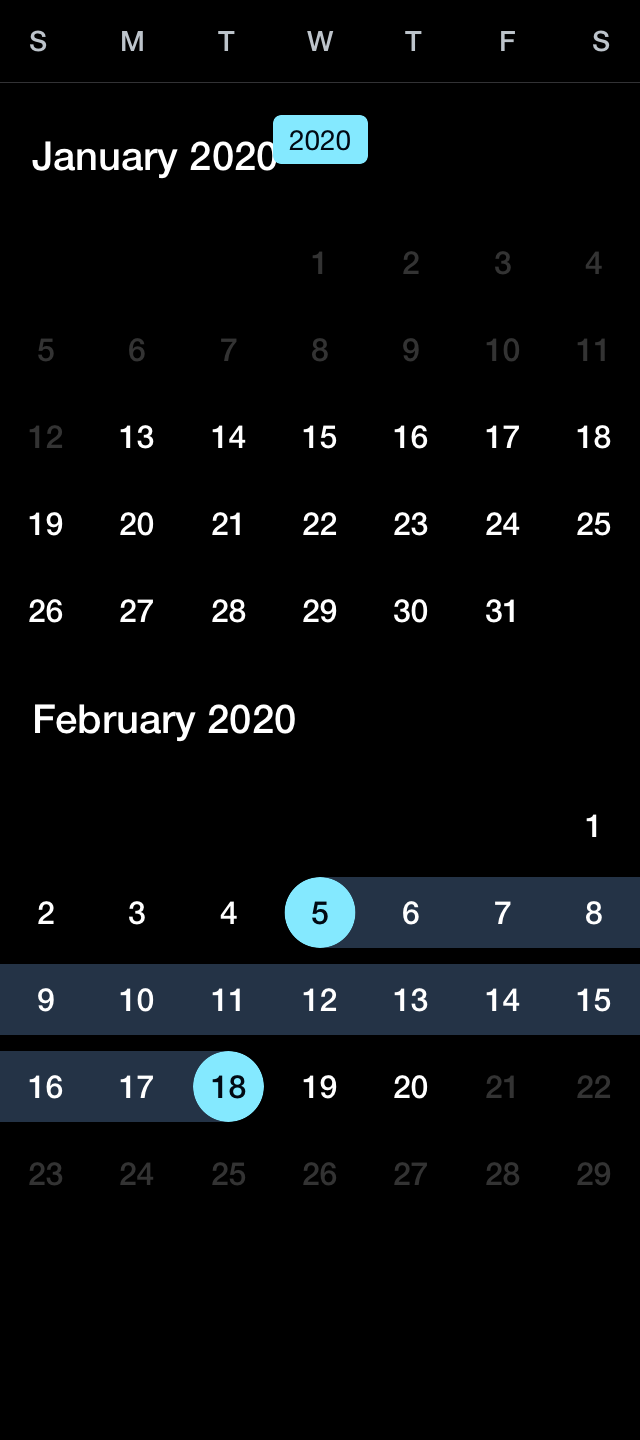 S M T W T F S
2020
January 2020
1 2 3 4
5 6 7 8 9 10 11
12 13 14 15 16 17 18
19 20 21 22 23 24 25
26 27 28 29 30 31
February 2020
1
2 3 4 5 6 7 8
9 10 11 12 13 14 15
16 17 18 19 20 21 22
23 24 25 26 27 28 29